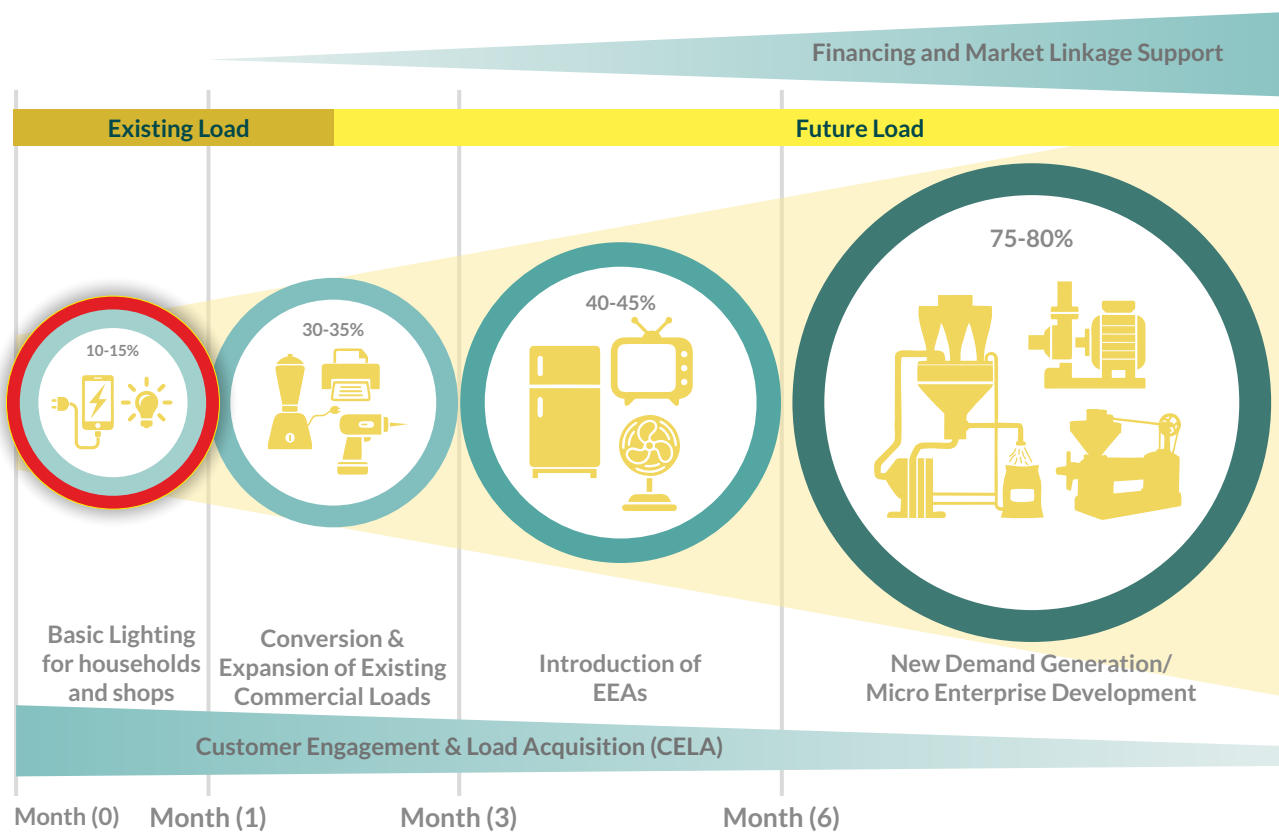 Financing and Market Linkage Support
Existing Load
Future Load
10-15%
30-35%
40-45%
75-80%
Basic Lighting
for households
and shops
Conversion &
Expansion of Existing
Commercial Loads
Introduction of
EEAs
New Demand Generation/
Micro Enterprise Development
Customer Engagement & Load Acquisition (CELA)
Month (0)
Month (1)
Month (3)
Month (6)